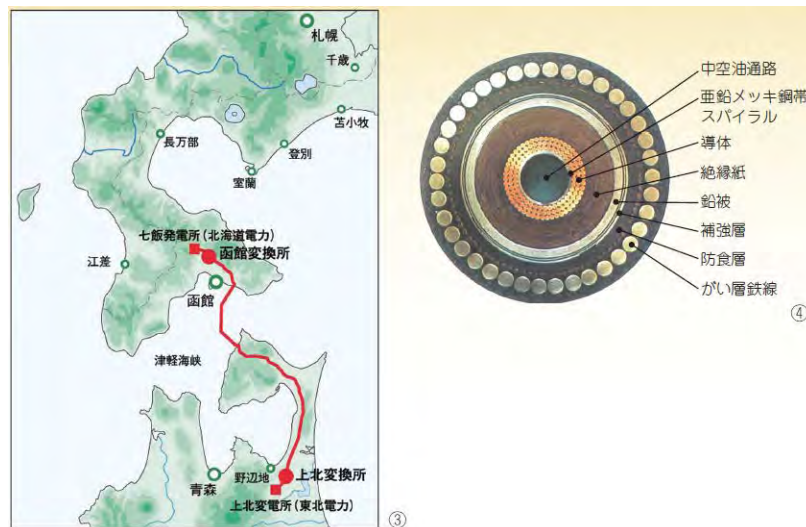 札幌
千歳
苫小牧
長万部
登別
室蘭
七飯発電所(北海道電力)
函館変換所
江差
函館
津軽海峡
野辺地
上北変換所
青森
上北変電所(東北電力)
③
中空油通路
亜鉛メッキ鋼帯
スパイラル
導体
絶縁紙
鉛被
補強層
防食層
がい層鉄線
④